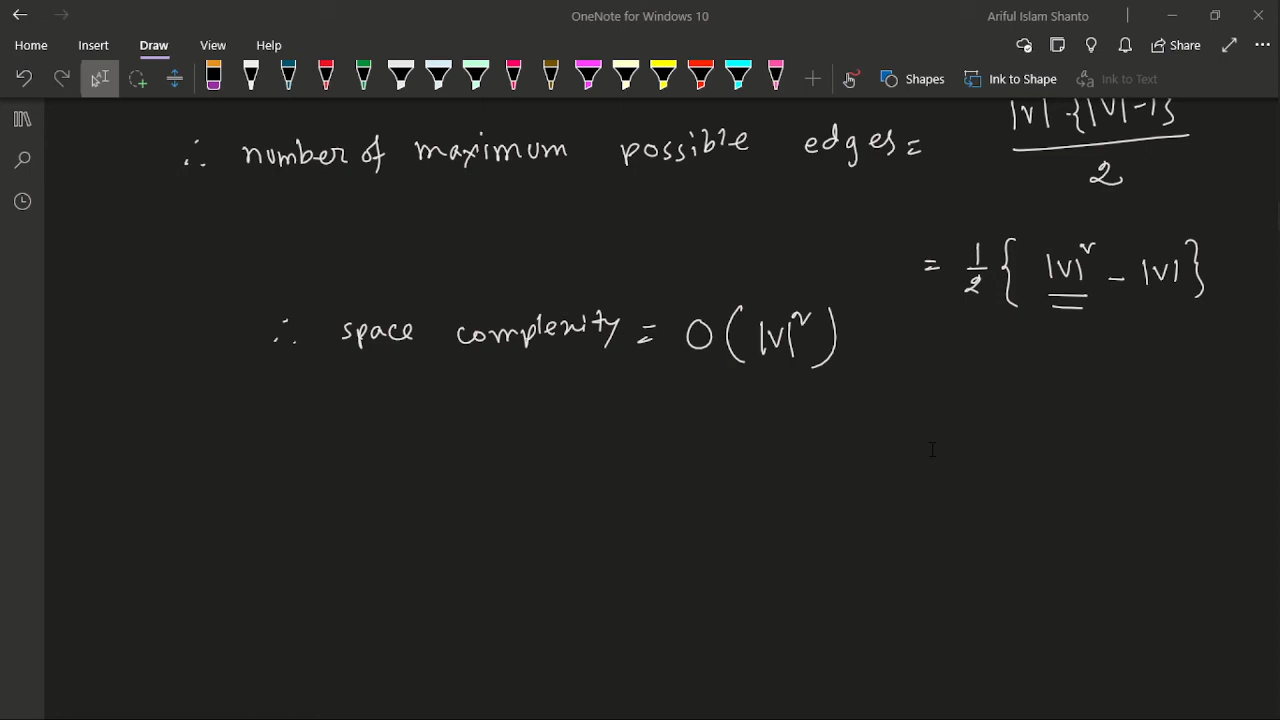 OneNote for Windows 10
Ariful Islam Shanto
Home Insert Draw View Help
Share
Shapes Ink to Shape Ink to Text
|V| · {|V| - 1}
∴ number of maximum possible edges = ―――
2
= 1/2 { |V|² - |V| }
∴ space complexity = O ( |V|² )